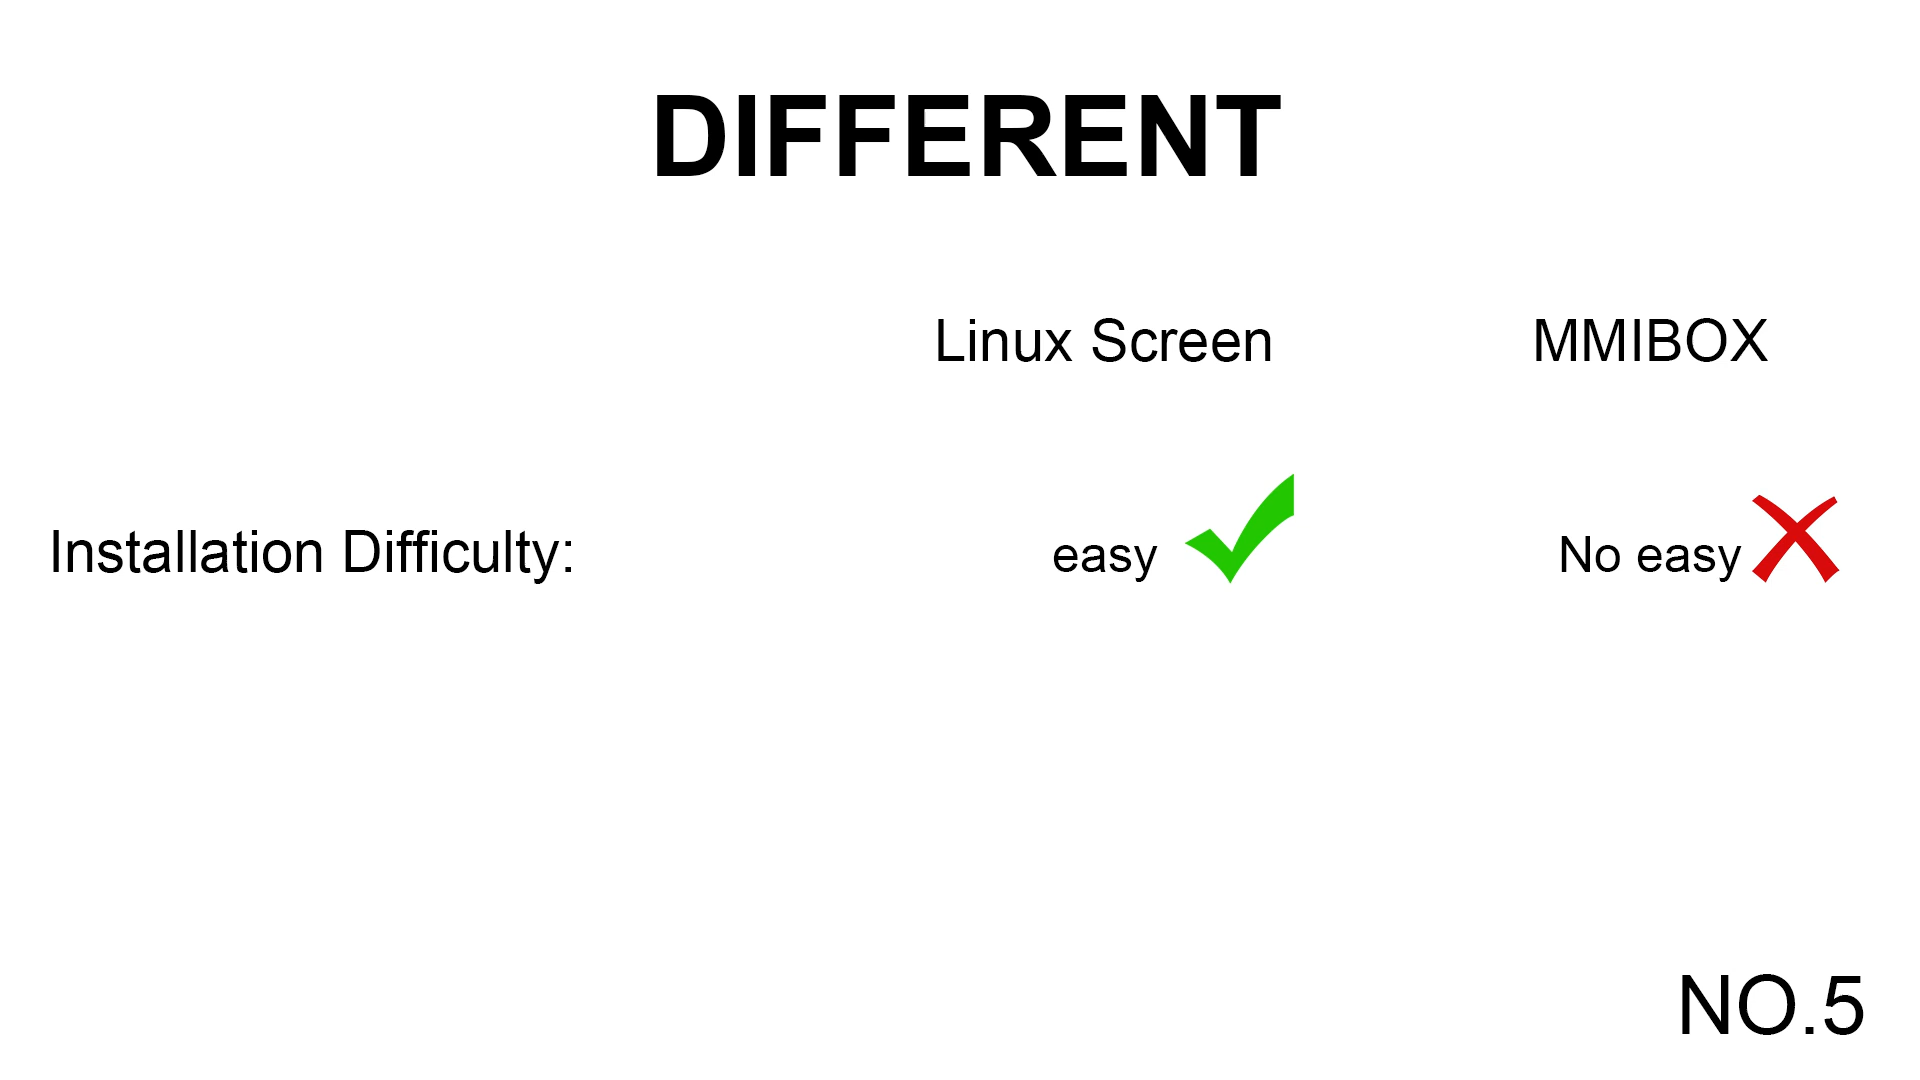 DIFFERENT
Linux Screen MMIBOX
Installation Difficulty: easy No easy
NO.5